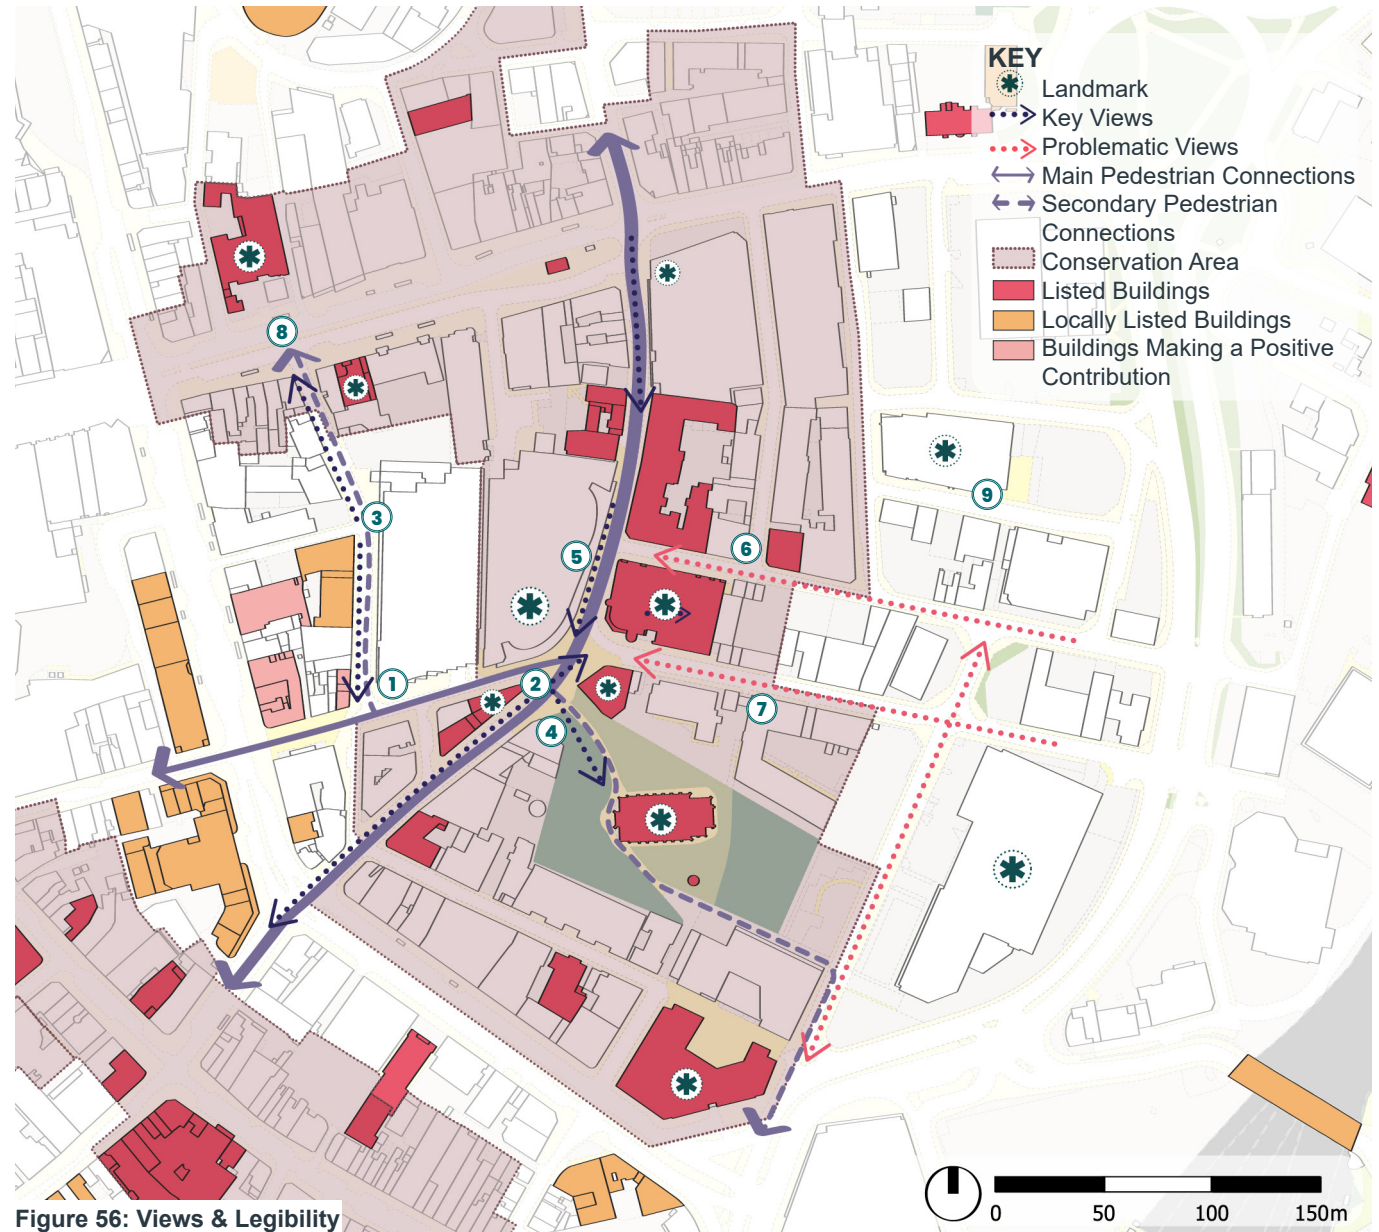 KEY
Landmark
Key Views
Problematic Views
Main Pedestrian Connections
Secondary Pedestrian
Connections
Conservation Area
Listed Buildings
Locally Listed Buildings
Buildings Making a Positive
Contribution
8
3
9
5
6
1
2
7
4
0 50 100 150m
Figure 56: Views & Legibility